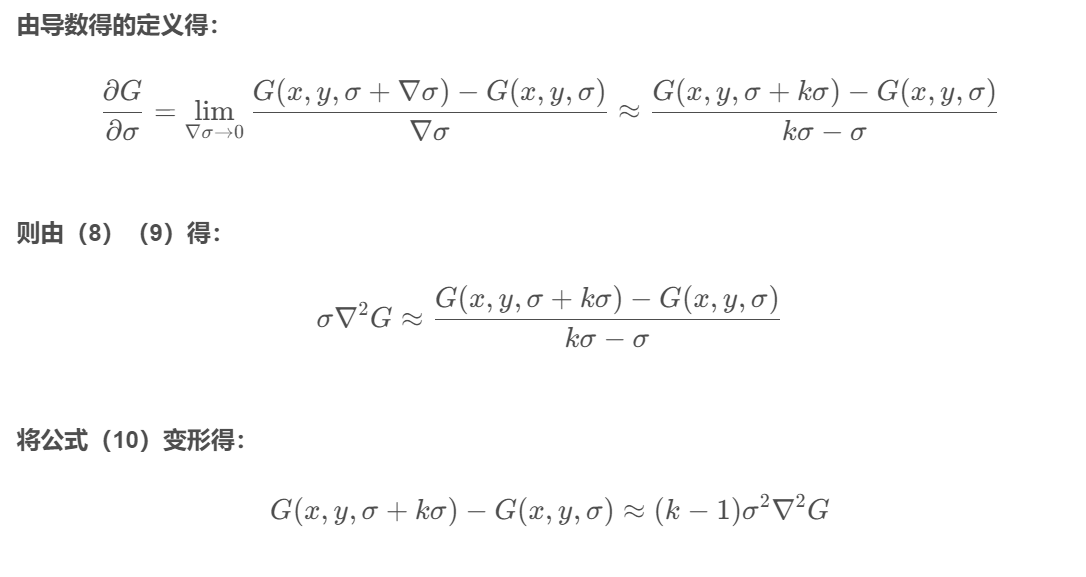 由导数得的定义得：
∂G/∂σ = lim_{∇σ→0} (G(x, y, σ + ∇σ) − G(x, y, σ))/(∇σ) ≈ (G(x, y, σ + kσ) − G(x, y, σ))/(kσ − σ)
则由（8）（9）得：
σ∇²G ≈ (G(x, y, σ + kσ) − G(x, y, σ))/(kσ − σ)
将公式（10）变形得：
G(x, y, σ + kσ) − G(x, y, σ) ≈ (k − 1)σ²∇²G